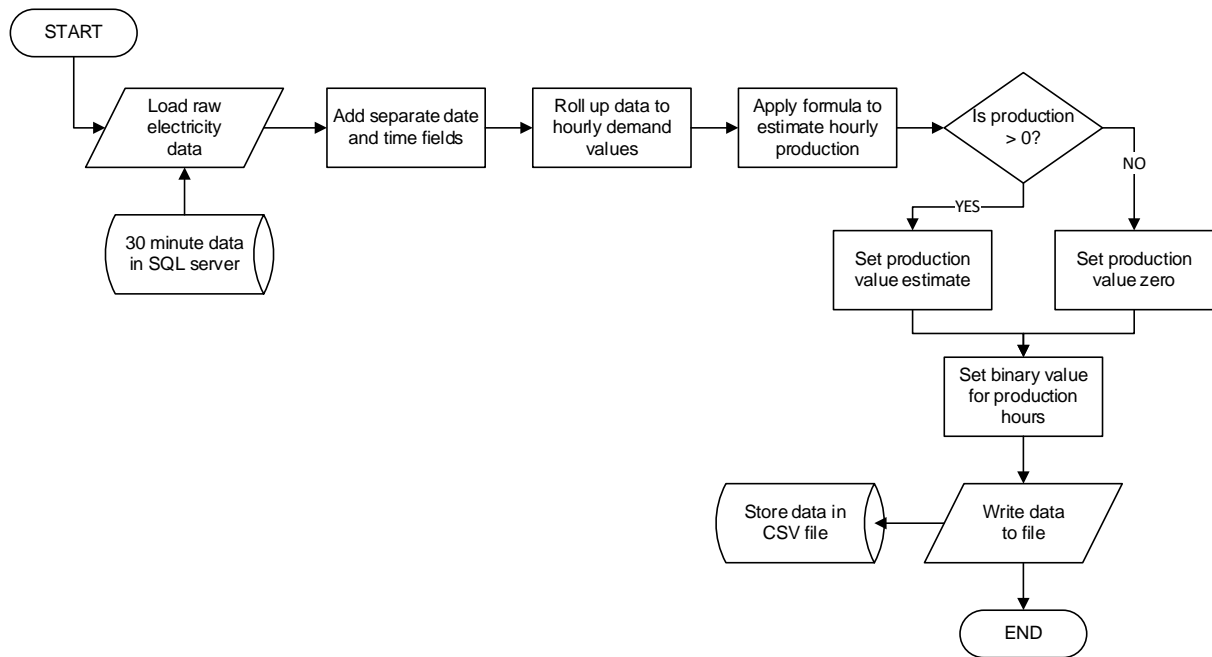 START
Load raw
electricity
data
30 minute data
in SQL server
Add separate date
and time fields
Roll up data to
hourly demand
values
Apply formula to
estimate hourly
production
Is production
> 0?
YES
NO
Set production
value estimate
Set production
value zero
Set binary value
for production
hours
Write data
to file
Store data in
CSV file
END